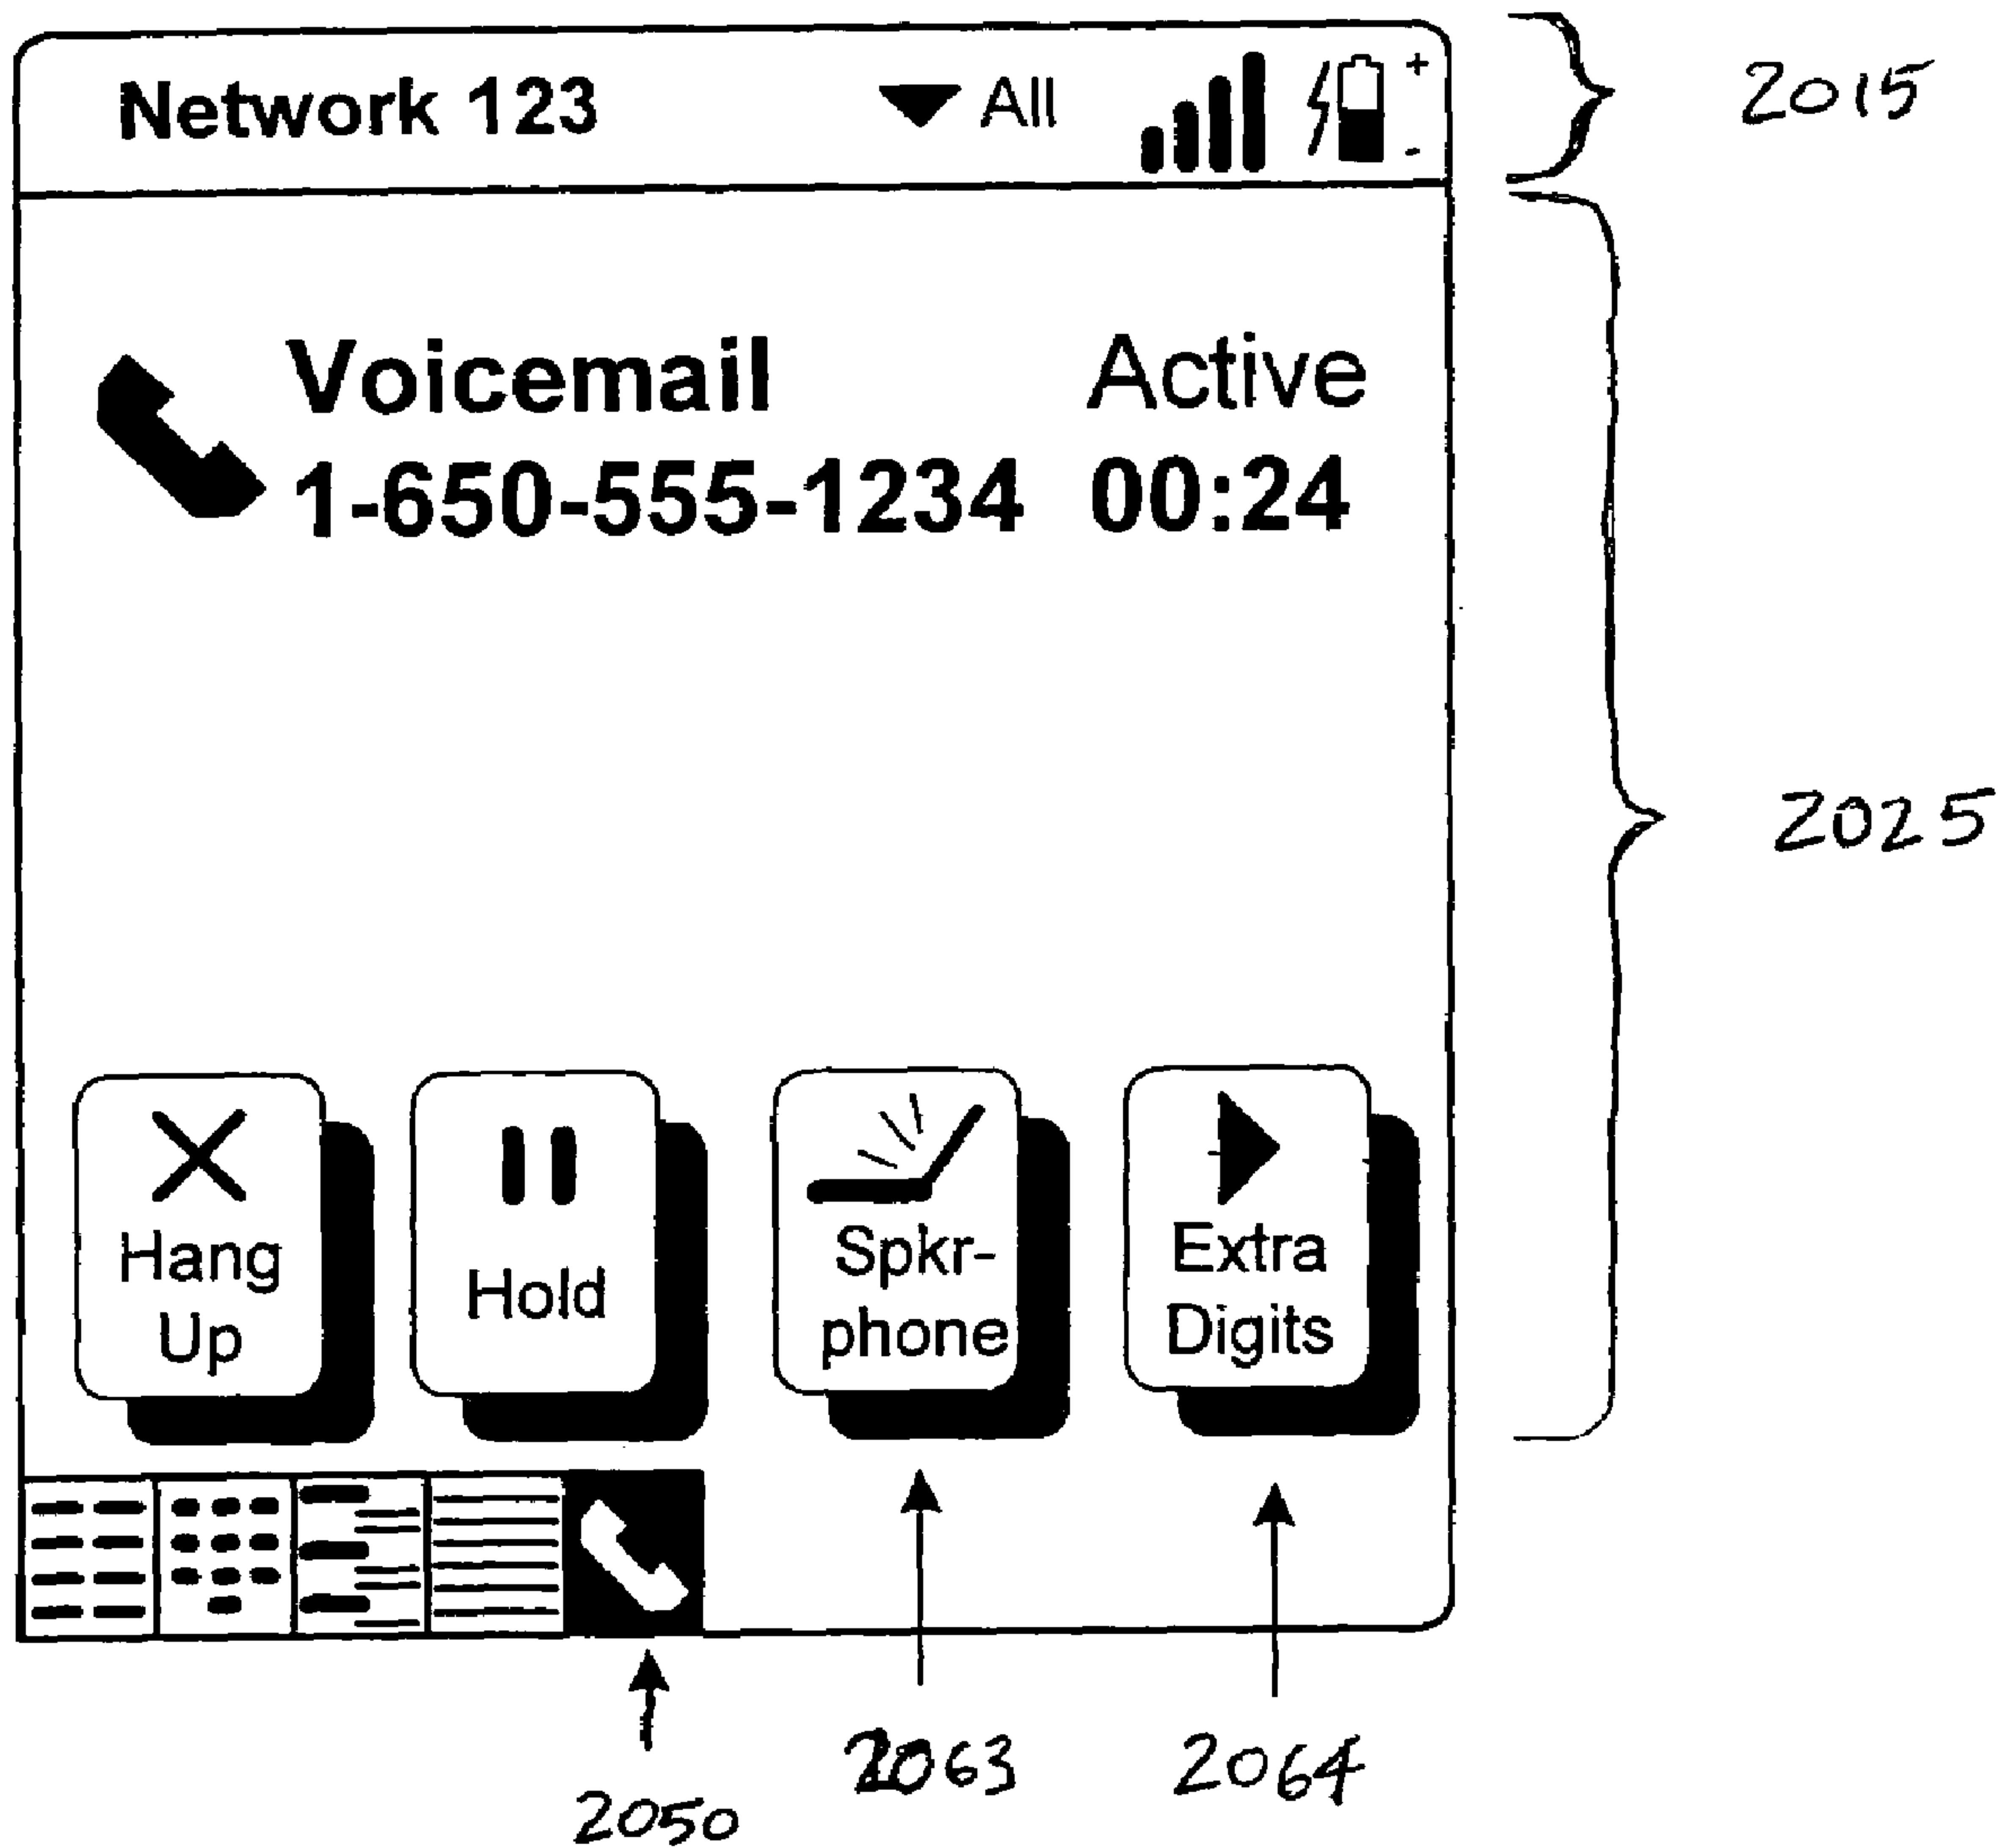 Network 123 All + -
2015
Voicemail Active
1-650-555-1234 00:24
2025
Hang
Up
Hold
Spkr-
phone
Extra
Digits
2050
2063
2064